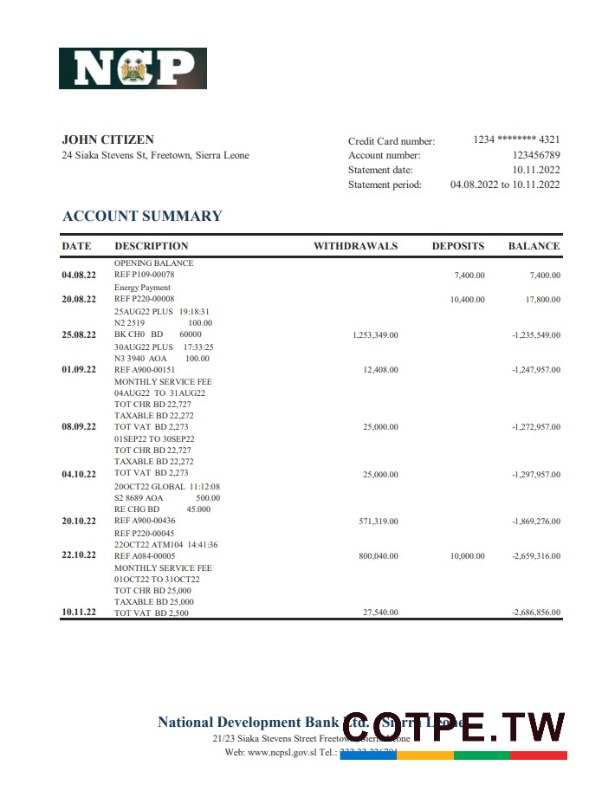 NCP
JOHN CITIZEN
24 Siaka Stevens St, Freetown, Sierra Leone
Credit Card number: 1234 ******** 4321
Account number: 123456789
Statement date: 10.11.2022
Statement period: 04.08.2022 to 10.11.2022
ACCOUNT SUMMARY
DATE DESCRIPTION WITHDRAWALS DEPOSITS BALANCE
OPENING BALANCE
04.08.22 REF P109-00078 7,400.00 7,400.00
Energy Payment
20.08.22 REF P220-00008 10,400.00 17,800.00
25AUG22 PLUS 19:18:31
N2 2519 100.00
25.08.22 BK CH0 BD 60000 1,253,349.00 -1,235,549.00
30AUG22 PLUS 17:33:25
N3 3940 AOA 100.00
01.09.22 REF A900-00151 12,408.00 -1,247,957.00
MONTHLY SERVICE FEE
04AUG22 TO 31AUG22
TOT CHR BD 22,727
TAXABLE BD 22,272
08.09.22 TOT VAT BD 2,273 25,000.00 -1,272,957.00
01SEP22 TO 30SEP22
TOT CHR BD 22,727
TAXABLE BD 22,272
04.10.22 TOT VAT BD 2,273 25,000.00 -1,297,957.00
20OCT22 GLOBAL 11:12:08
S2 8689 AOA 500.00
RE CHG BD 45.000
20.10.22 REF A900-00436 571,319.00 -1,869,276.00
REF P220-00045
22OCT22 ATM104 14:41:36
22.10.22 REF A084-00005 800,040.00 10,000.00 -2,659,316.00
MONTHLY SERVICE FEE
01OCT22 TO 31OCT22
TOT CHR BD 25,000
TAXABLE BD 25,000
10.11.22 TOT VAT BD 2,500 27,540.00 -2,686,856.00
National Development Bank Ltd. Sierra Leone
COTPE.TW
21/23 Siaka Stevens Street Freetown Sierra Leone
Web: www.ncpsl.gov.sl Tel.: